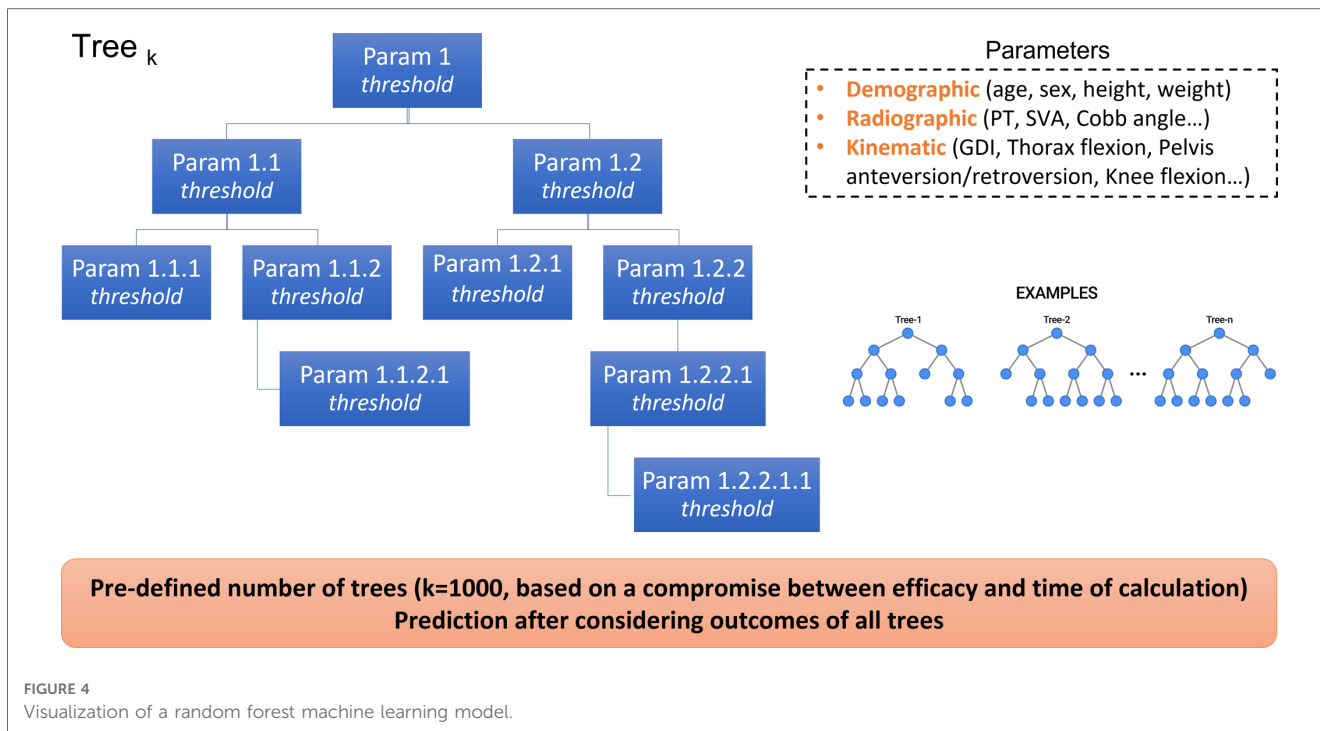 Tree k
Param 1
threshold
Param 1.1
threshold
Param 1.2
threshold
Param 1.1.1
threshold
Param 1.1.2
threshold
Param 1.2.1
threshold
Param 1.2.2
threshold
Param 1.1.2.1
threshold
Param 1.2.2.1
threshold
Param 1.2.2.1.1
threshold
Parameters
• Demographic (age, sex, height, weight)
• Radiographic (PT, SVA, Cobb angle...)
• Kinematic (GDI, Thorax flexion, Pelvis
anteversion/retroversion, Knee flexion...)
EXAMPLES
Tree-1
Tree-2
Tree-n
...
Pre-defined number of trees (k=1000, based on a compromise between efficacy and time of calculation)
Prediction after considering outcomes of all trees
FIGURE 4
Visualization of a random forest machine learning model.